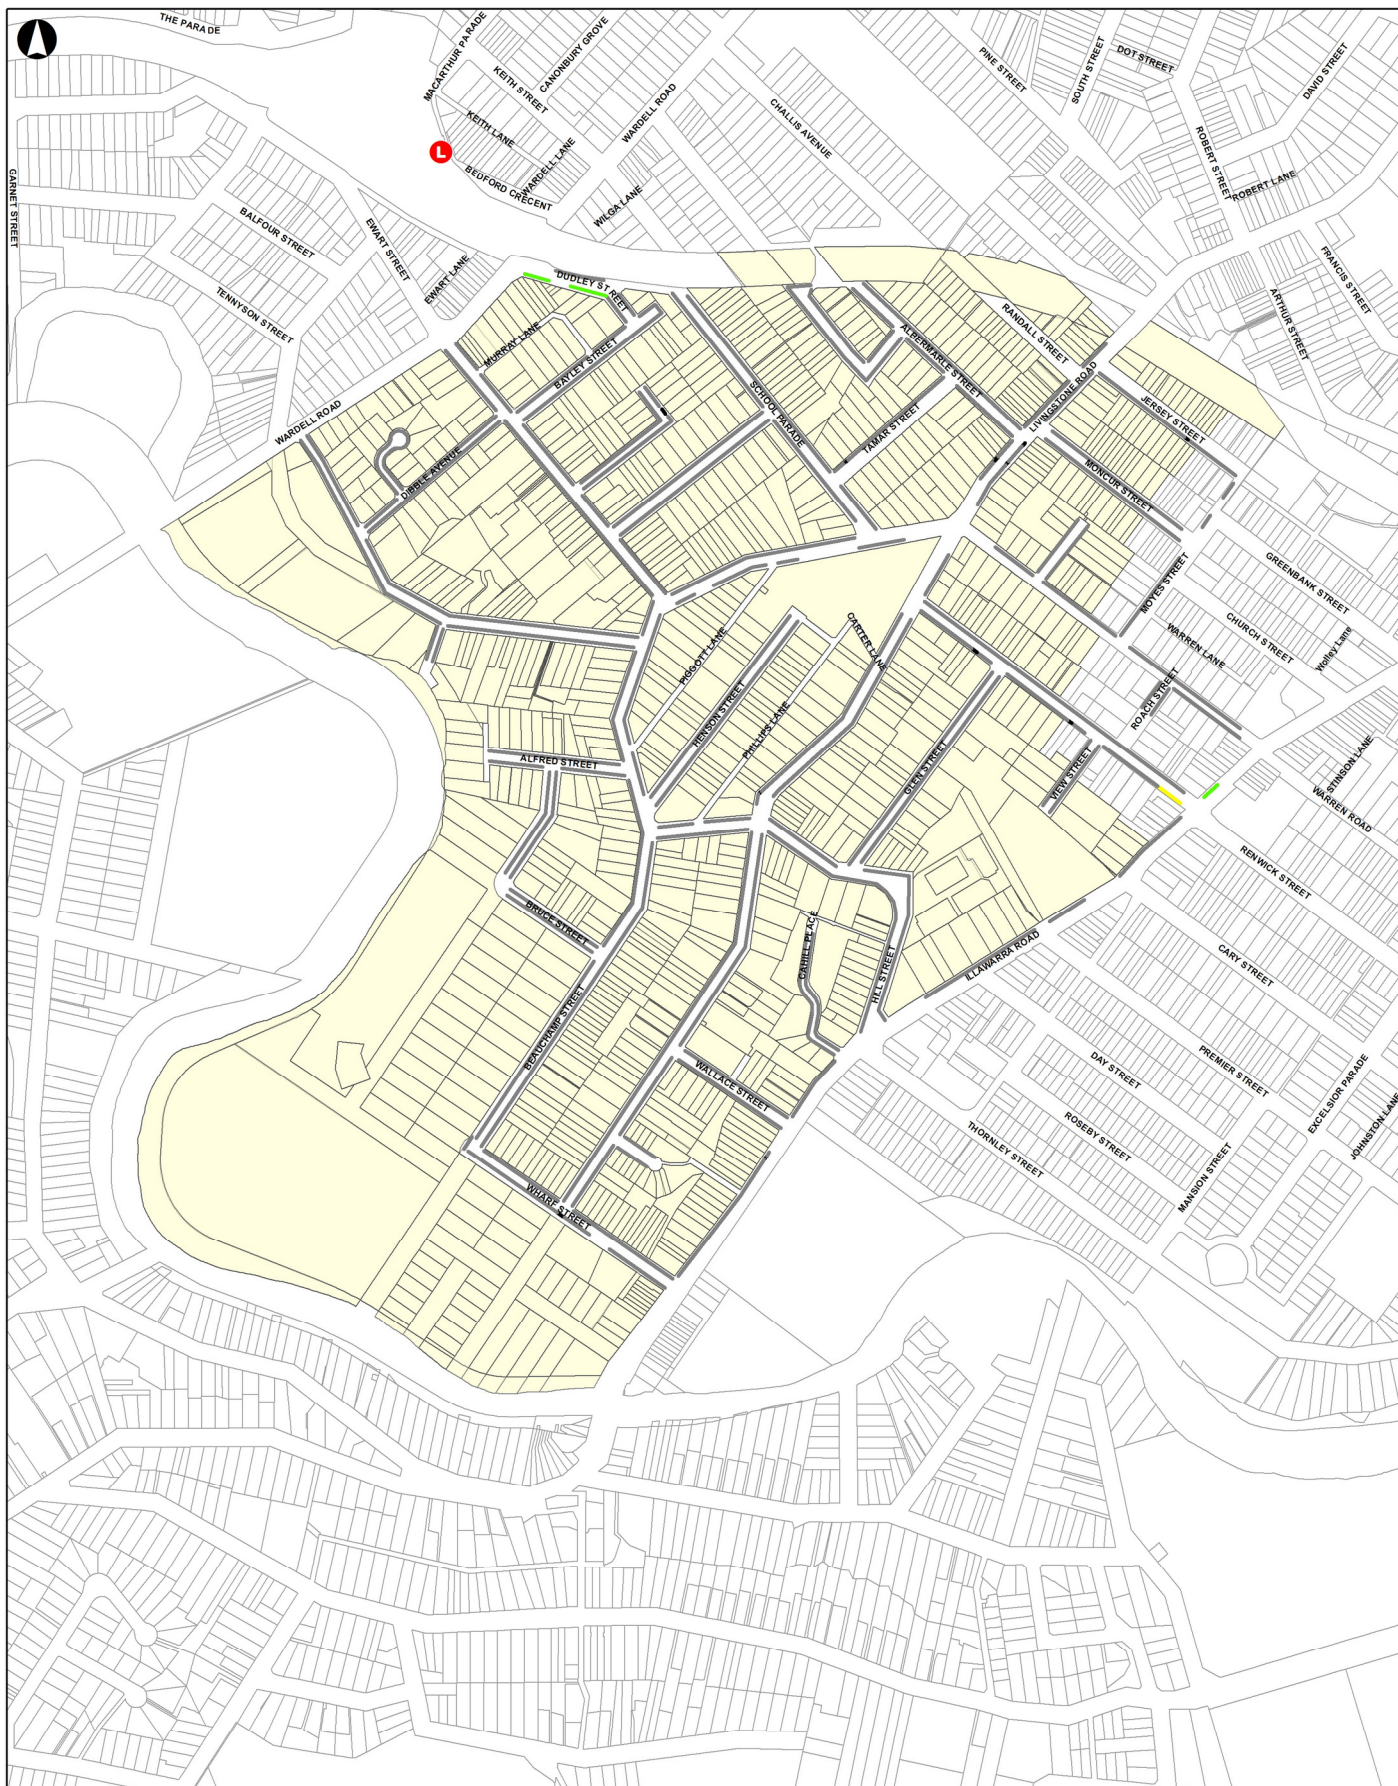 THE PARADE
MACARTHUR PARADE
KEITH STREET
CANONBURY GROVE
PINE STREET
SOUTH STREET
DOT STREET
DAVID STREET
KEITH LANE
WARDELL ROAD
CHALLIS AVENUE
L
BEDFORD CRECENT
WARDELL LANE
ROBERT STREET
ROBERT LANE
GARNET STREET
BALFOUR STREET
EWART STREET
WILGA LANE
FRANCIS STREET
EWART LANE
TENNYSON STREET
DUDLEY STREET
ARTHUR STREET
RANDALL STREET
MURRAY LANE
ALBERMARLE STREET
BAYLEY STREET
SCHOOL PARADE
LIVINGSTONE ROAD
JERSEY STREET
WARDELL ROAD
TAMAR STREET
DIBBLE AVENUE
MONCUR STREET
GREENBANK STREET
MOYES STREET
CHURCH STREET
WARREN LANE
Wolley Lane
PIGGOTT LANE
CARTER LANE
ROACH STREET
HENSON STREET
PHILLIPS LANE
ALFRED STREET
GLEN STREET
VIEW STREET
STINSON LANE
WARREN ROAD
RENWICK STREET
BRUCE STREET
CAHILL PLACE
HILL STREET
ILLAWARRA ROAD
CARY STREET
BEAUCHAMP STREET
WALLACE STREET
DAY STREET
PREMIER STREET
EXCELSIOR PARADE
JOHNSTON LANE
ROSEBY STREET
THORNLEY STREET
MANSION STREET
WHARF STREET